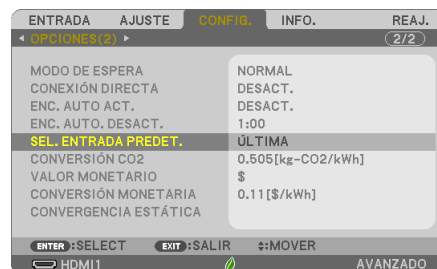 ENTRADA AJUSTE CONFIG. INFO. REAJ.
OPCIONES(2) 2/2
MODO DE ESPERA NORMAL
CONEXIÓN DIRECTA DESACT.
ENC. AUTO ACT. DESACT.
ENC. AUTO. DESACT. 1:00
SEL. ENTRADA PREDET. ÚLTIMA
CONVERSIÓN CO2 0.505[kg-CO2/kWh]
VALOR MONETARIO $
CONVERSIÓN MONETARIA 0.11[$/kWh]
CONVERGENCIA ESTÁTICA
ENTER :SELECT EXIT :SALIR :MOVER
HDMI1 AVANZADO